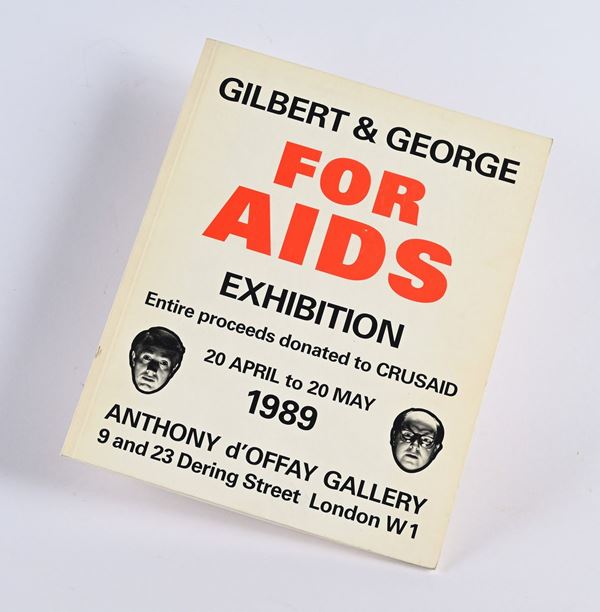 GILBERT & GEORGE
FOR
AIDS
EXHIBITION
Entire proceeds donated to CRUSAID
20 APRIL to 20 MAY
1989
ANTHONY d'OFFAY GALLERY
9 and 23 Dering Street London W1